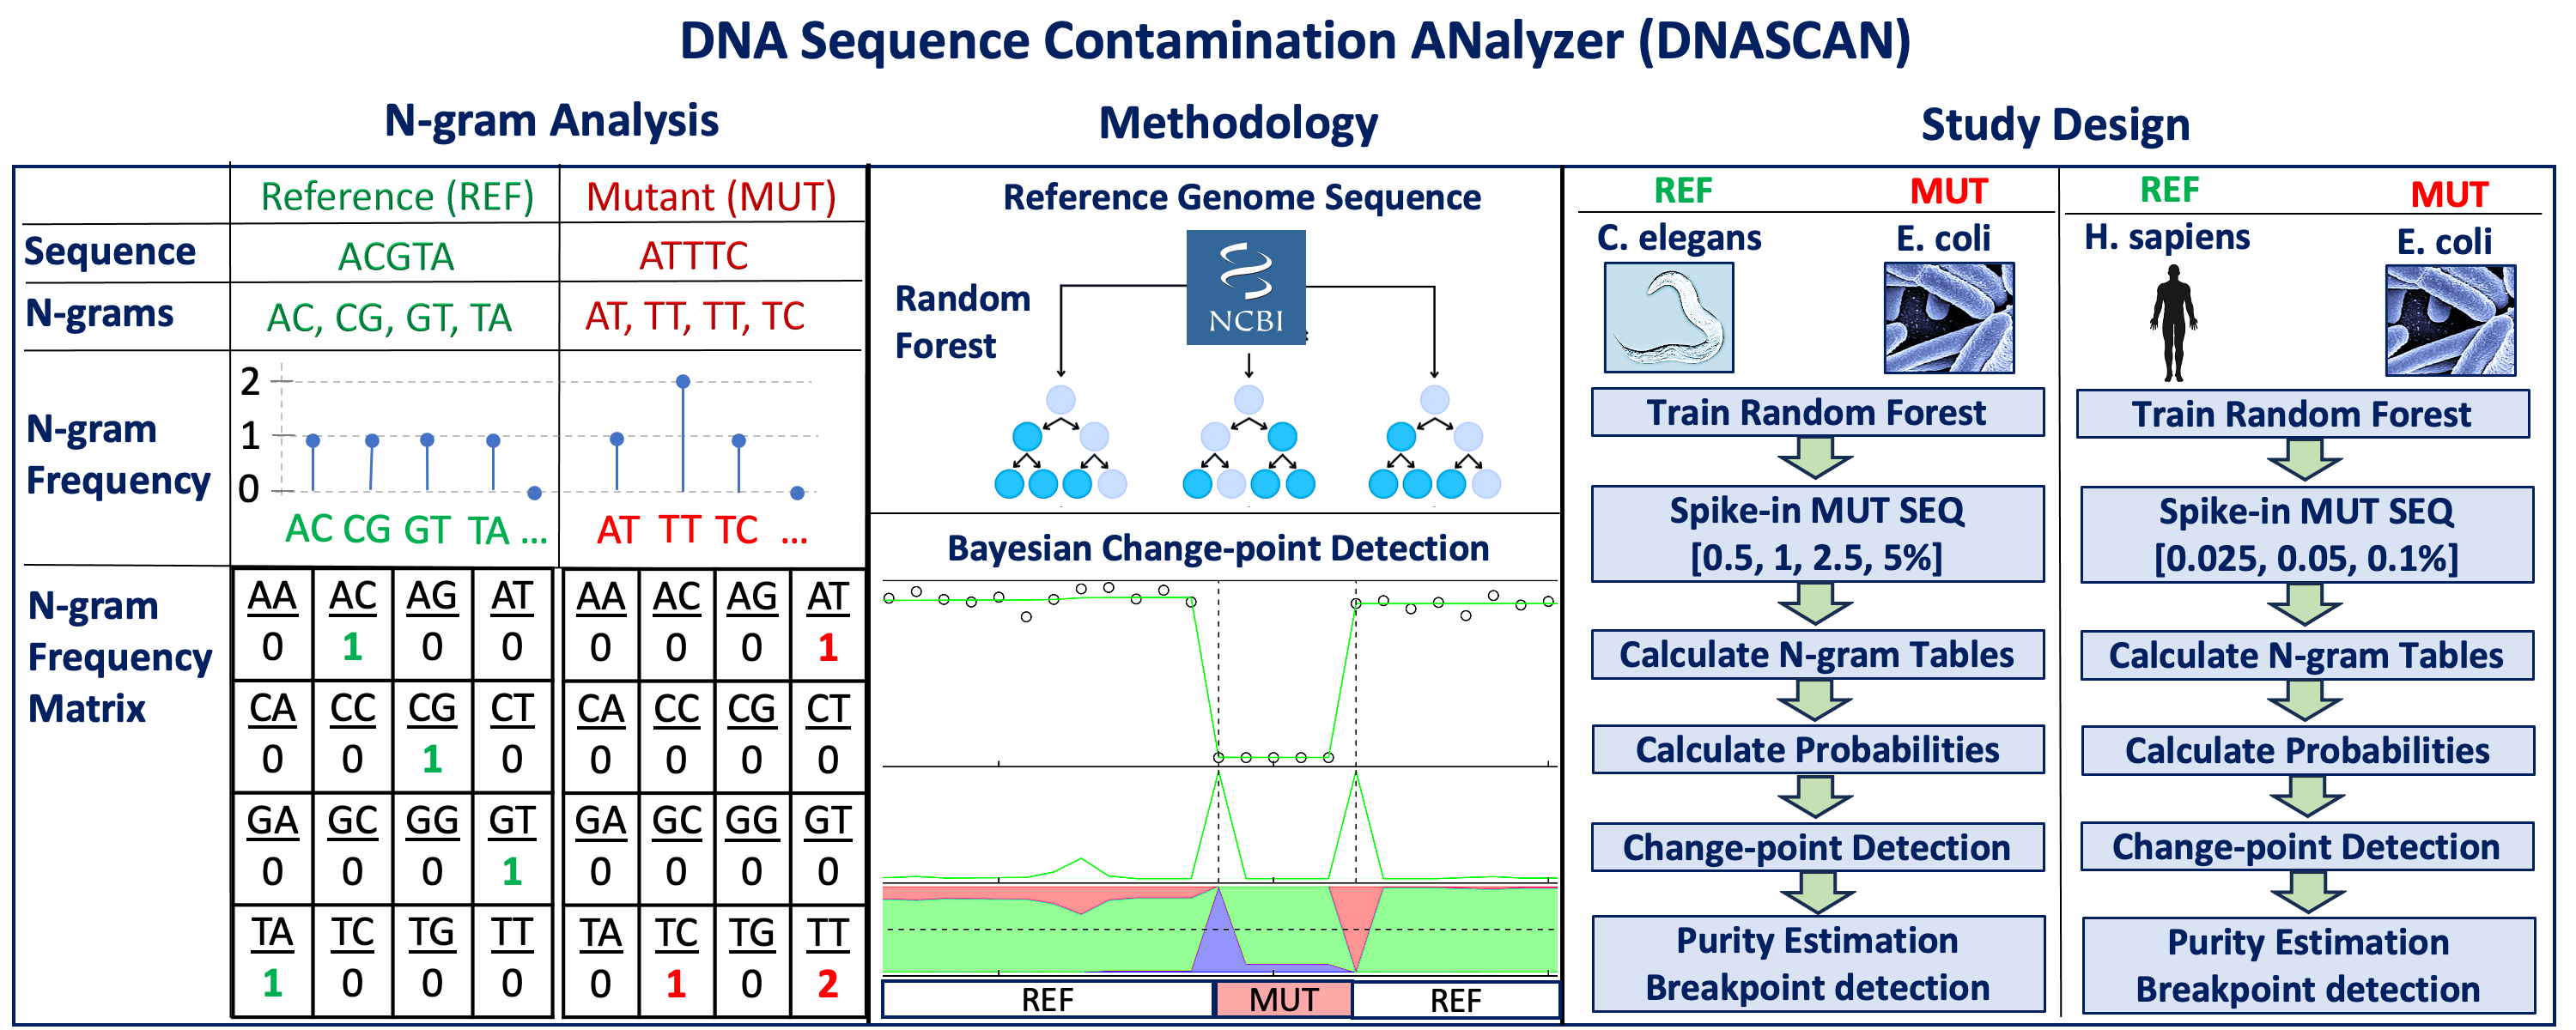 DNA Sequence Contamination ANalyzer (DNASCAN)
N-gram Analysis
Reference (REF) Mutant (MUT)
Sequence ACGTA ATTTC
N-grams AC, CG, GT, TA AT, TT, TT, TC
N-gram
Frequency
2
1
0
AC CG GT TA ... AT TT TC ...
N-gram
Frequency
Matrix
AA AC AG AT AA AC AG AT
0 1 0 0 0 0 0 1
CA CC CG CT CA CC CG CT
0 0 1 0 0 0 0 0
GA GC GG GT GA GC GG GT
0 0 0 1 0 0 0 0
TA TC TG TT TA TC TG TT
1 0 0 0 0 1 0 2
Methodology
Reference Genome Sequence
NCBI
Random
Forest
Bayesian Change-point Detection
REF MUT REF
Study Design
REF MUT
C. elegans E. coli
Train Random Forest
Spike-in MUT SEQ
[0.5, 1, 2.5, 5%]
Calculate N-gram Tables
Calculate Probabilities
Change-point Detection
Purity Estimation
Breakpoint detection
REF MUT
H. sapiens E. coli
Train Random Forest
Spike-in MUT SEQ
[0.025, 0.05, 0.1%]
Calculate N-gram Tables
Calculate Probabilities
Change-point Detection
Purity Estimation
Breakpoint detection